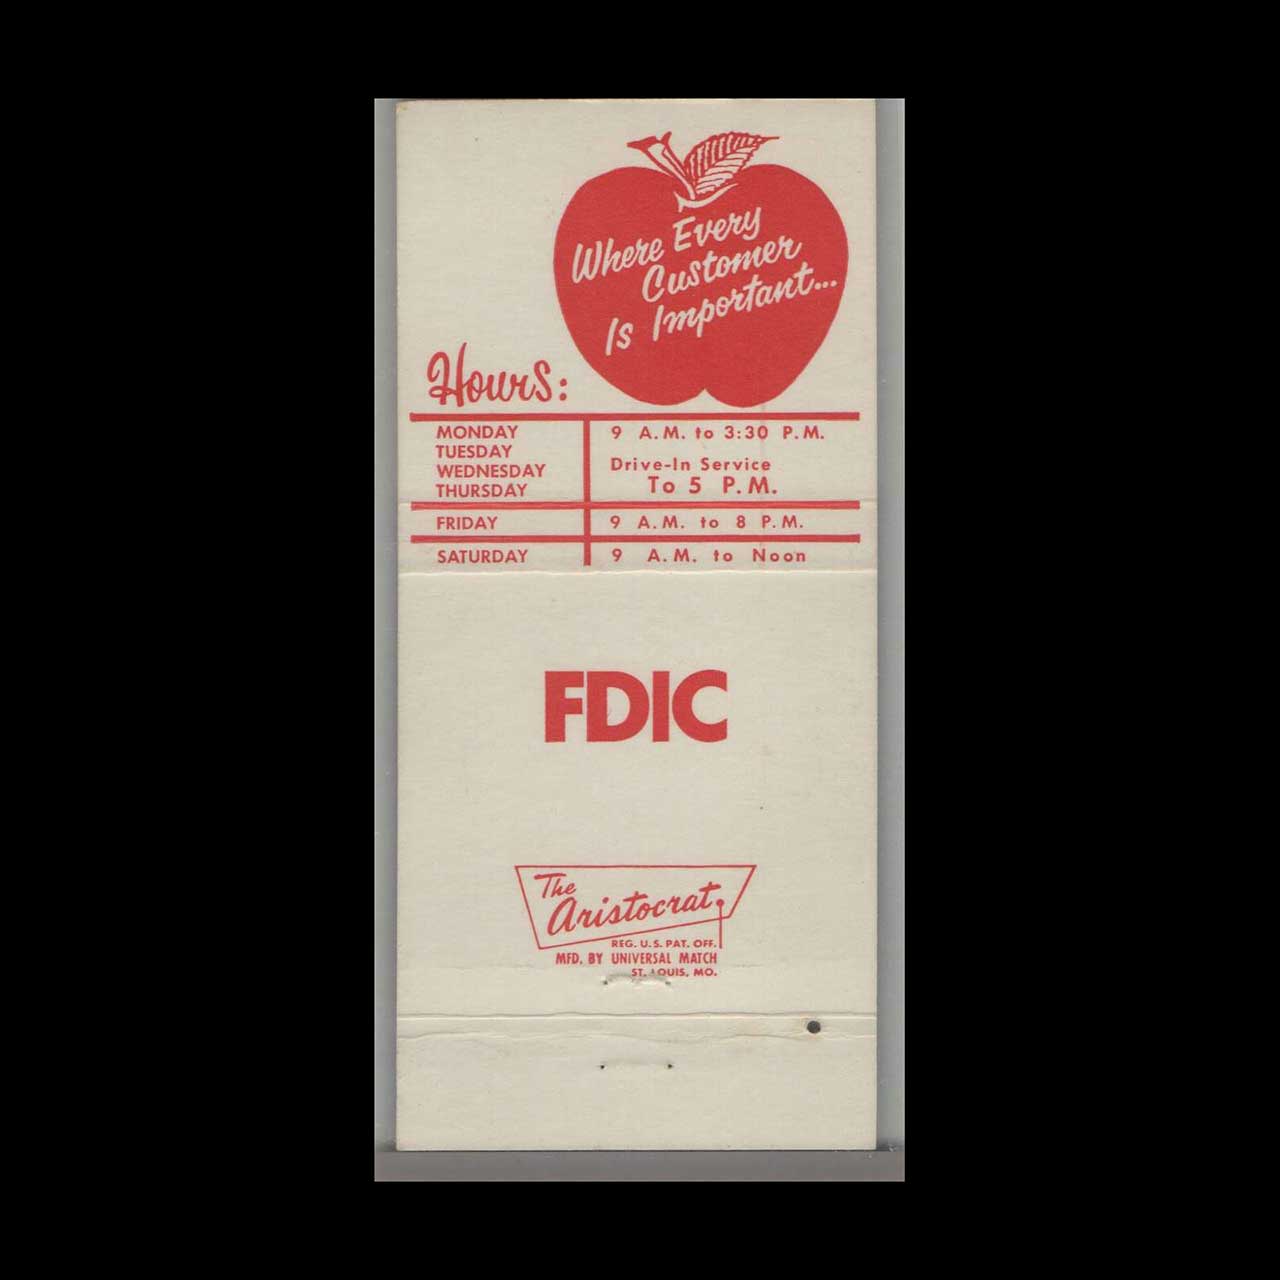 Where Every
Customer
Is Important...
Hours:
MONDAY
TUESDAY
WEDNESDAY
THURSDAY
9 A.M. to 3:30 P.M.
Drive-In Service
To 5 P.M.
FRIDAY 9 A.M. to 8 P.M.
SATURDAY 9 A.M. to Noon
FDIC
The
Aristocrat
REG. U.S. PAT. OFF.
MFD. BY UNIVERSAL MATCH
ST. LOUIS, MO.